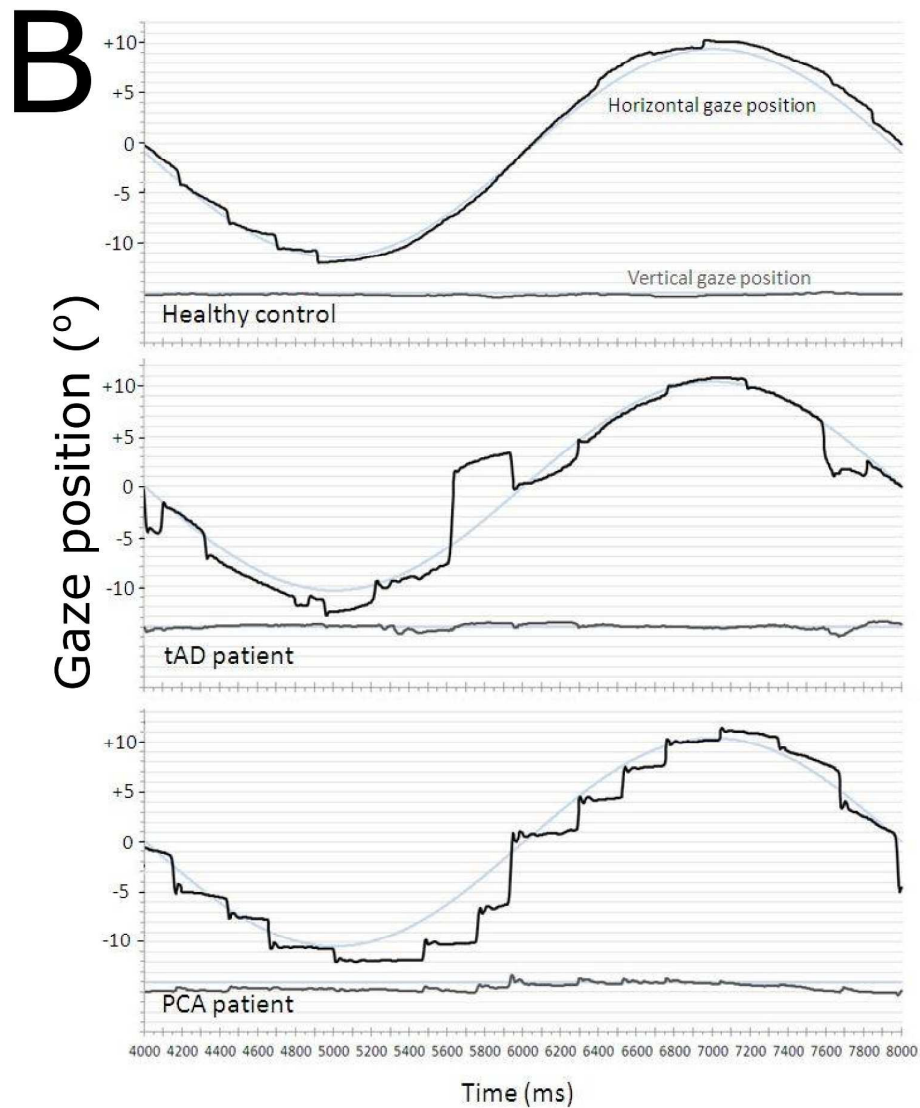 B
Gaze position (º)
+10
+5
0
-5
-10
Horizontal gaze position
Vertical gaze position
Healthy control
+10
+5
0
-5
-10
tAD patient
+10
+5
0
-5
-10
PCA patient
4000 4200 4400 4600 4800 5000 5200 5400 5600 5800 6000 6200 6400 6600 6800 7000 7200 7400 7600 7800 8000
Time (ms)